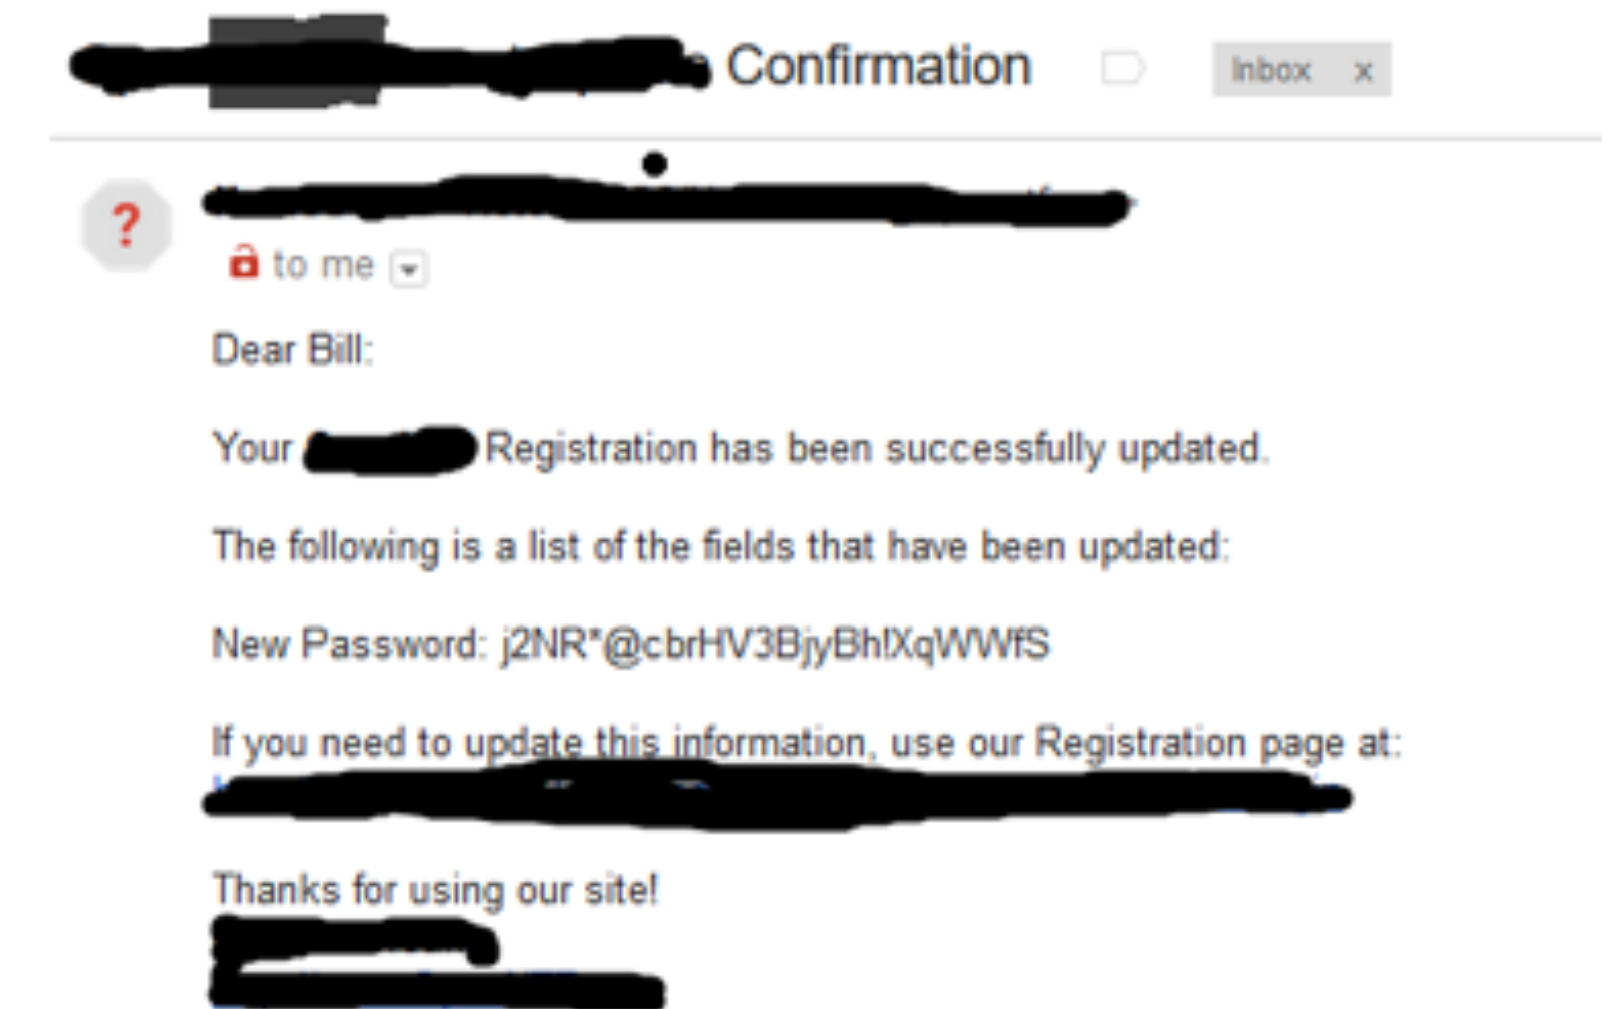 Confirmation
Inbox x
?
to me
Dear Bill:
Your Registration has been successfully updated.
The following is a list of the fields that have been updated:
New Password: j2NR*@cbrHV3BjyBh!XqWWfS
If you need to update this information, use our Registration page at:
Thanks for using our site!